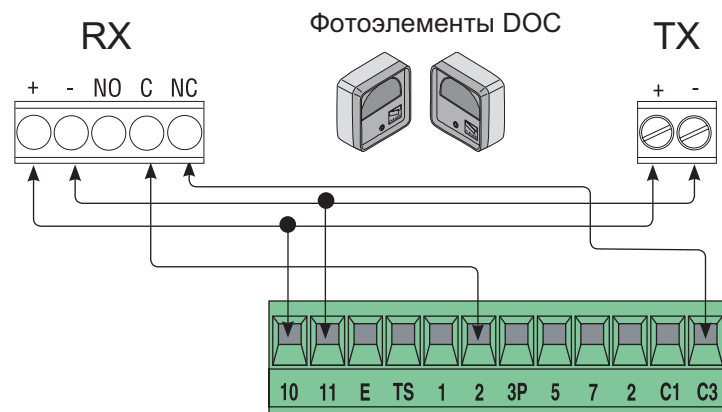 RX
Фотоэлементы DOC
TX
+ - NO C NC
+ -
10 11 E TS 1 2 3P 5 7 2 C1 C3